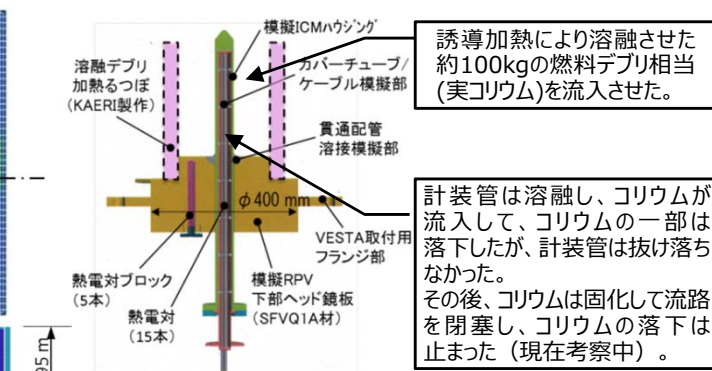 模擬ICMハウジング
溶融デブリ
加熱るつぼ
(KAERI製作)
カバーチューブ/
ケーブル模擬部
貫通配管
溶接模擬部
φ400 mm
VESTA取付用
フランジ部
熱電対ブロック
(5本)
熱電対
(15本)
模擬RPV
下部ヘッド鏡板
(SFVQ1A材)
誘導加熱により溶融させた
約100kgの燃料デブリ相当
(実コリウム)を流入させた。
計装管は溶融し、コリウムが
流入して、コリウムの一部は
落下したが、計装管は抜け落ち
なかった。
その後、コリウムは固化して流路
を閉塞し、コリウムの落下は
止まった（現在考察中）。